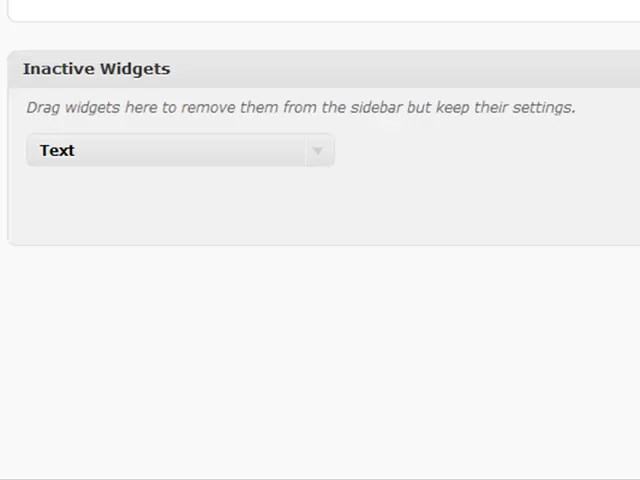 Inactive Widgets
Drag widgets here to remove them from the sidebar but keep their settings.
Text